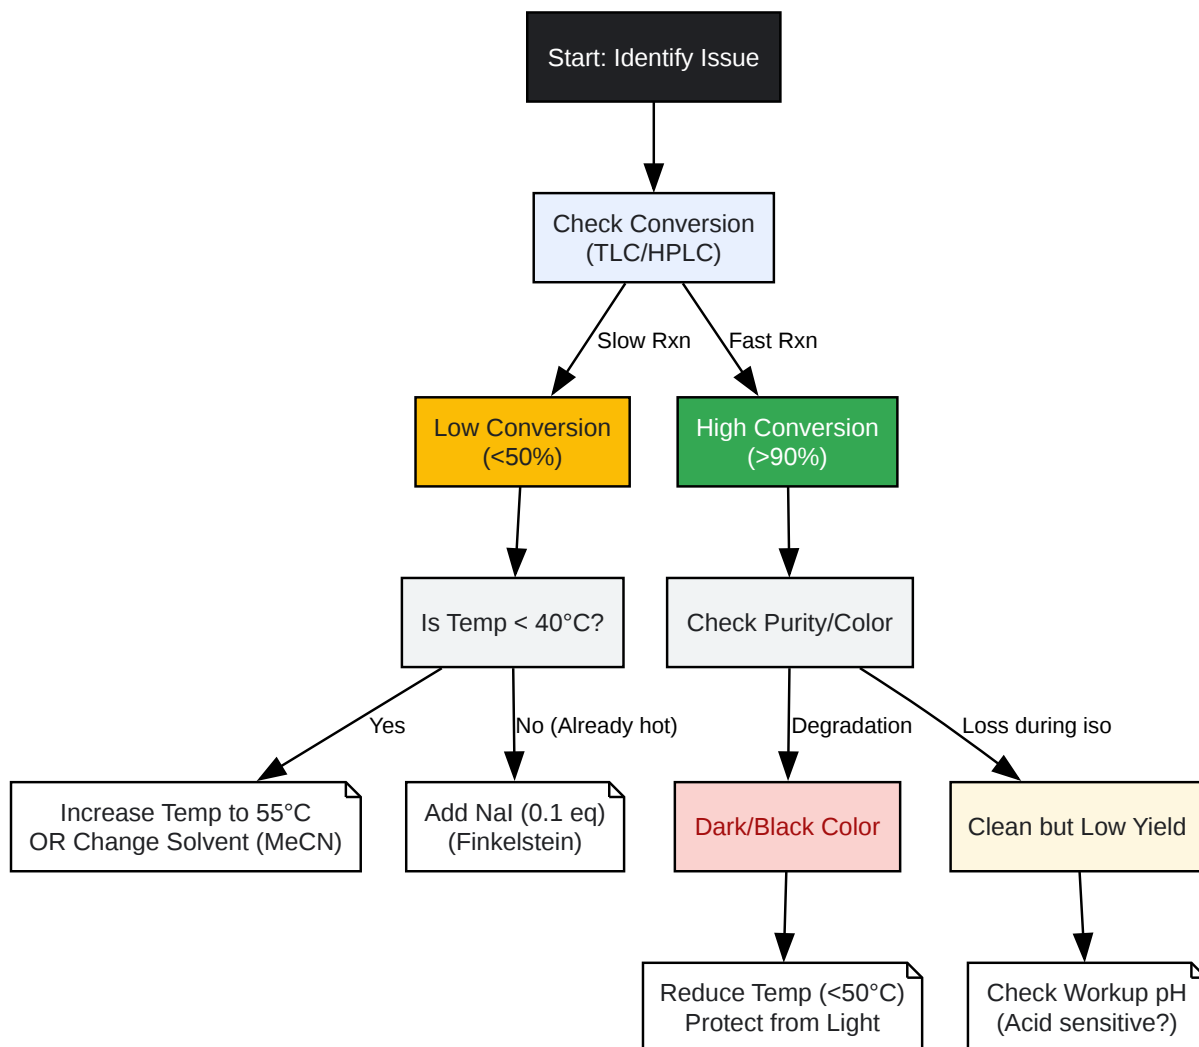 Start: Identify Issue
Check Conversion
(TLC/HPLC)
Slow Rxn
Fast Rxn
Low Conversion
(<50%)
High Conversion
(>90%)
Is Temp < 40°C?
Check Purity/Color
Yes
No (Already hot)
Degradation
Loss during iso
Increase Temp to 55°C
OR Change Solvent (MeCN)
Add NaI (0.1 eq)
(Finkelstein)
Dark/Black Color
Clean but Low Yield
Reduce Temp (<50°C)
Protect from Light
Check Workup pH
(Acid sensitive?)